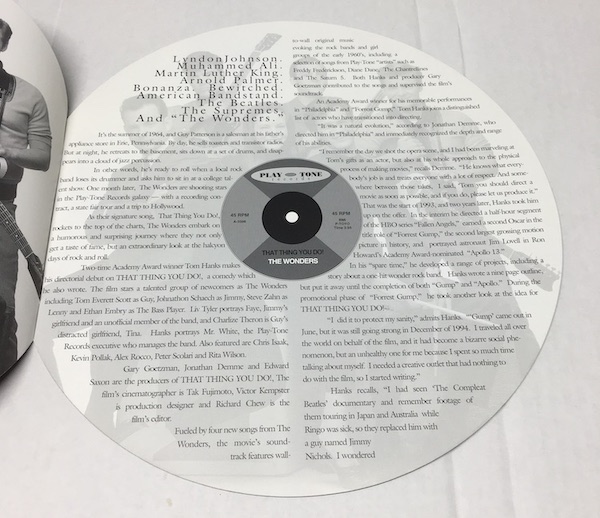 LyndonJohnson.
Muhammed Ali.
Martin Luther King.
Arnold Palmer.
Bonanza. Bewitched.
American Bandstand.
The Beatles.
The Supremes.
And “The Wonders.”
It's the summer of 1964, and Guy Patterson is a salesman at his father's
appliance store in Erie, Pennsylvania. By day, he sells toasters and transistor radios.
But at night, he retreats to the basement, sits down at a set of drums, and disap-
pears into a cloud of jazz percussion.
In other words, he's ready to roll when a local rock
band loses its drummer and asks him to sit in at a college tal-
ent show. One month later, The Wonders are shooting stars
in the Play-Tone Records galaxy — with a recording con-
tract, a state fair tour and a trip to Hollywood.
As their signature song, That Thing You Do!,
rockets to the top of the charts, The Wonders embark on
a humorous and surprising journey where they not only
get a taste of fame, but an extraordinary look at the halcyon
days of rock and roll.
Two-time Academy Award winner Tom Hanks makes
his directorial debut on THAT THING YOU DO!, a comedy which
he also wrote. The film stars a talented group of newcomers as The Wonders
including Tom Everett Scott as Guy, Johnathon Schaech as Jimmy, Steve Zahn as
Lenny and Ethan Embry as The Bass Player. Liv Tyler portrays Faye, Jimmy's
girlfriend and an unofficial member of the band, and Charlize Theron is Guy's
distracted girlfriend, Tina. Hanks portrays Mr White, the Play-Tone
Records executive who manages the band. Also featured are Chris Isaak,
Kevin Pollak, Alex Rocco, Peter Scolari and Rita Wilson.
Gary Goetzman, Jonathan Demme and Edward
Saxon are the producers of THAT THING YOU DO!, The
film's cinematographer is Tak Fujimoto, Victor Kempster
is production designer and Richard Chew is the
film's editor.
Fueled by four new songs from The
Wonders, the movie's sound-
track features wall-
to-wall original music
evoking the rock bands and girl
groups of the early 1960's, including a
selection of songs from Play-Tone “artists” such as
Freddy Fredrickson, Diane Dane, The Chantrellines
and The Saturn 5. Both Hanks and producer Gary
Goetzman contributed to the songs and supervised the film's
soundtrack.
An Academy Award winner for his memorable performances
in “Philadelphia” and “Forrest Gump,” Tom Hanks joins a distinguished
list of actors who have transitioned into directing.
“It was a natural evolution,” according to Jonathan Demme, who
directed him in “Philadelphia” and immediately recognized the depth and range
of his abilities.
“I remember the day we shot the opera scene, and I had been marveling at
Tom's gifts as an actor, but also at his whole approach to the physical
process of making movies,” recalls Demme. “He knows what every-
body's job is and treats everyone with a lot of respect. And some-
where between those takes, I said, 'Tom you should direct a
movie as soon as possible, and if you do, please let us produce it.'”
That was the start of 1993, and two years later, Hanks took him
up on the offer. In the interim he directed a half-hour segment
of the HBO series “Fallen Angels,” earned a second Oscar in the
title role of “Forrest Gump,” the second largest grossing motion
picture in history, and portrayed astronaut Jim Lovell in Ron
Howard's Academy Award-nominated “Apollo 13.”
In his “spare time,” he developed a range of projects, including a
story about a one hit wonder rock band. Hanks wrote a nine page outline,
but put it away until the completion of both “Gump” and “Apollo.” During the
promotional phase of “Forrest Gump,” he took another look at the idea for
THAT THING YOU DO!.
“I did it to protect my sanity,” admits Hanks. “'Gump' came out in
June, but it was still going strong in December of 1994. I traveled all over
the world on behalf of the film, and it had become a bizarre social phe-
nomenon, but an unhealthy one for me because I spent so much time
talking about myself. I needed a creative outlet that had nothing to
do with the film, so I started writing.”
Hanks recalls, “I had seen 'The Compleat
Beatles' documentary and remember footage of
them touring in Japan and Australia while
Ringo was sick, so they replaced him with
a guy named Jimmy
Nichols. I wondered
PLAY TONE
RECORDS
45 RPM
45 RPM
THAT THING YOU DO!
THE WONDERS